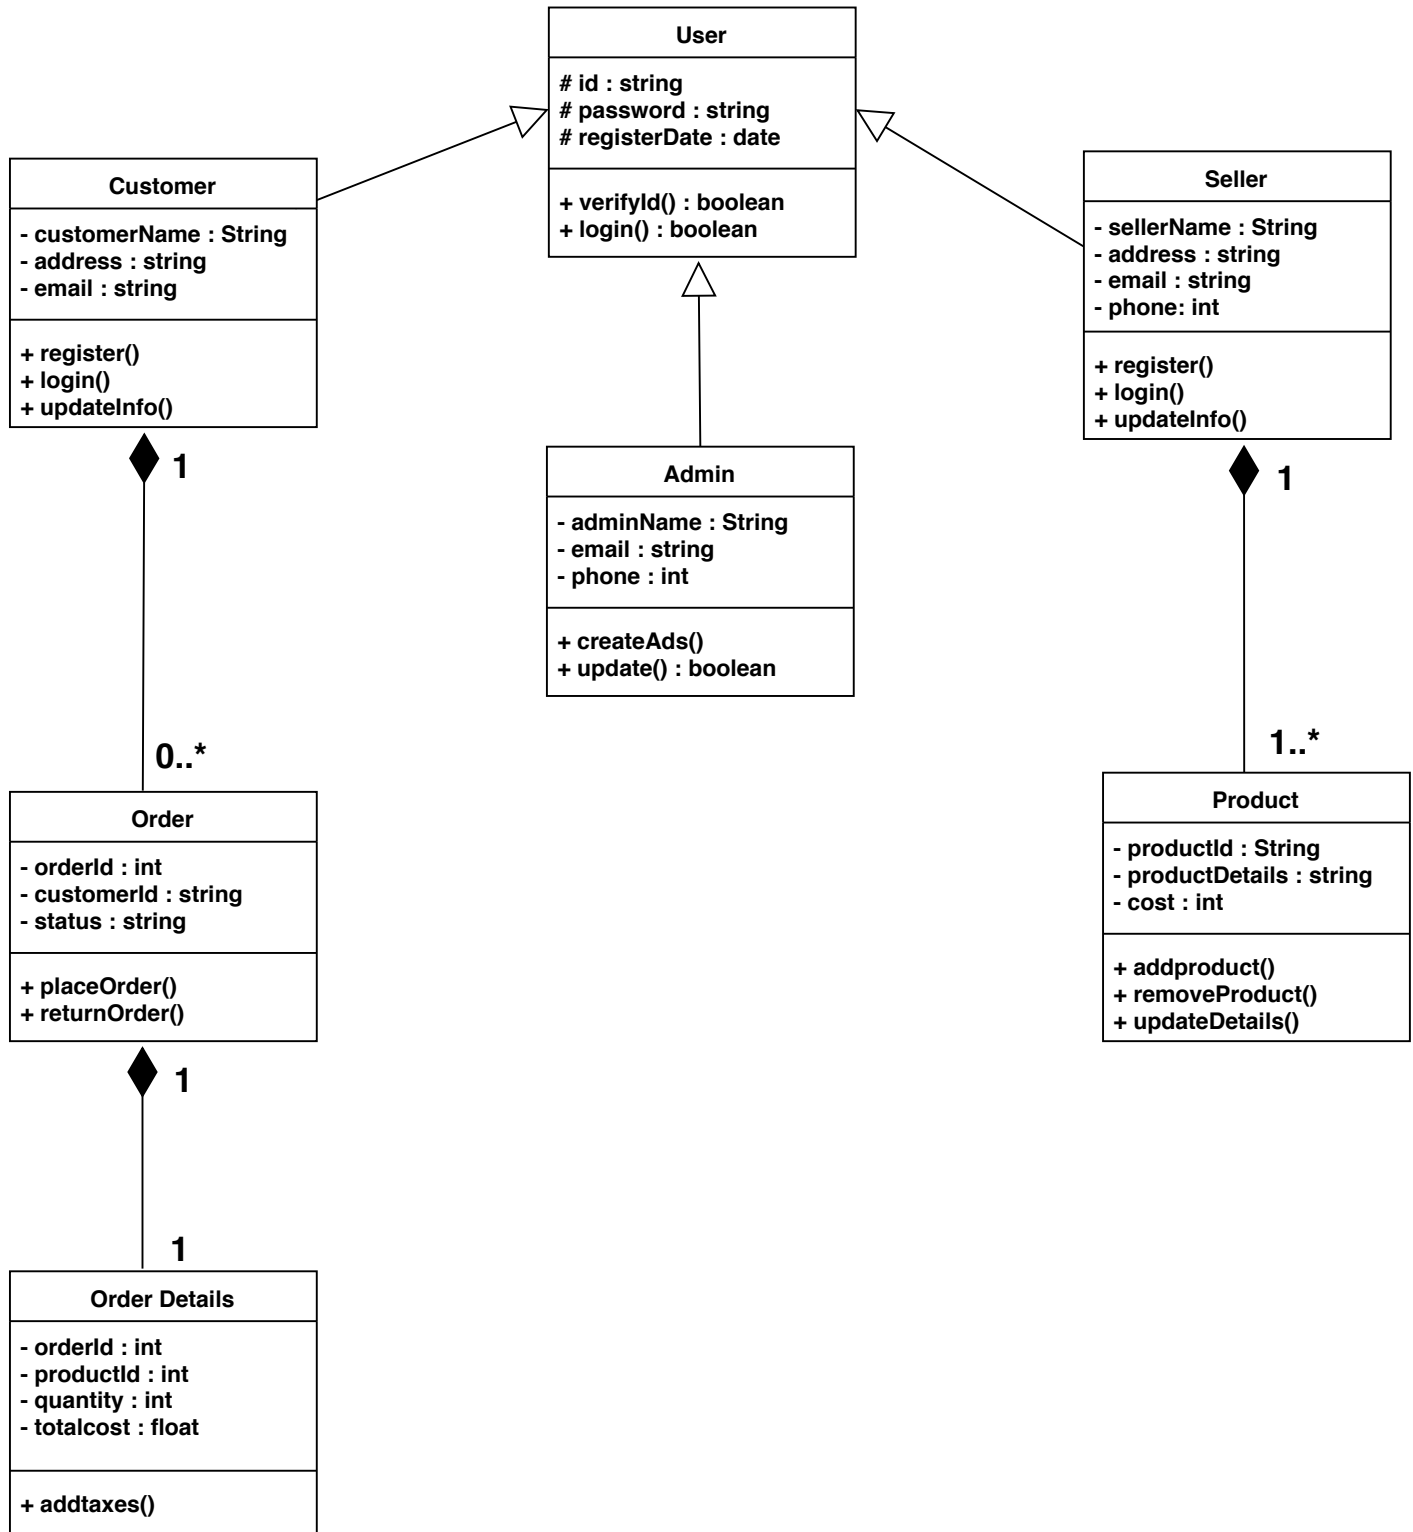 User
# id : string
# password : string
# registerDate : date
+ verifyId() : boolean
+ login() : boolean
Customer
- customerName : String
- address : string
- email : string
+ register()
+ login()
+ updateInfo()
1
Seller
- sellerName : String
- address : string
- email : string
- phone: int
+ register()
+ login()
+ updateInfo()
1
Admin
- adminName : String
- email : string
- phone : int
+ createAds()
+ update() : boolean
0..*
Order
- orderId : int
- customerId : string
- status : string
+ placeOrder()
+ returnOrder()
1
1..*
Product
- productId : String
- productDetails : string
- cost : int
+ addproduct()
+ removeProduct()
+ updateDetails()
1
Order Details
- orderId : int
- productId : int
- quantity : int
- totalcost : float
+ addtaxes()